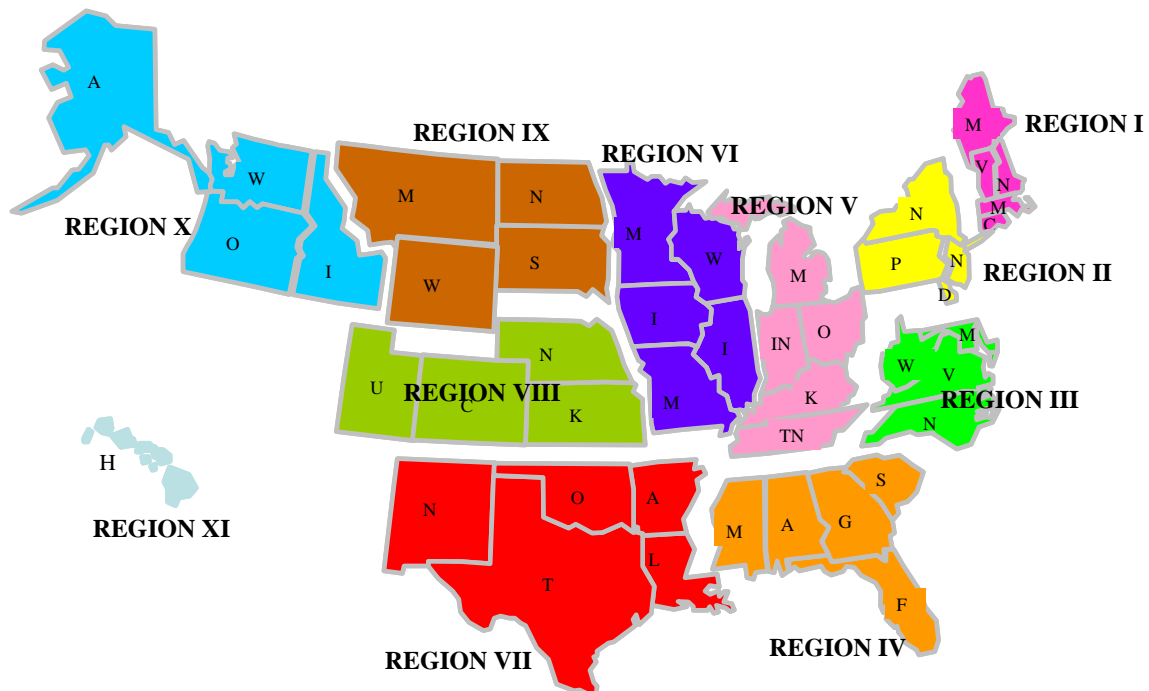 A
REGION IX
REGION VI
REGION I
M
V
N
M
C
W
M
N
REGION V
N
REGION X
O
I
W
S
M
W
M
P
N
REGION II
D
I
I
IN
O
M
W
V
U
REGION VIII
C
N
K
M
K
TN
N
REGION III
H
REGION XI
N
O
A
S
M
A
G
L
T
F
REGION VII
REGION IV